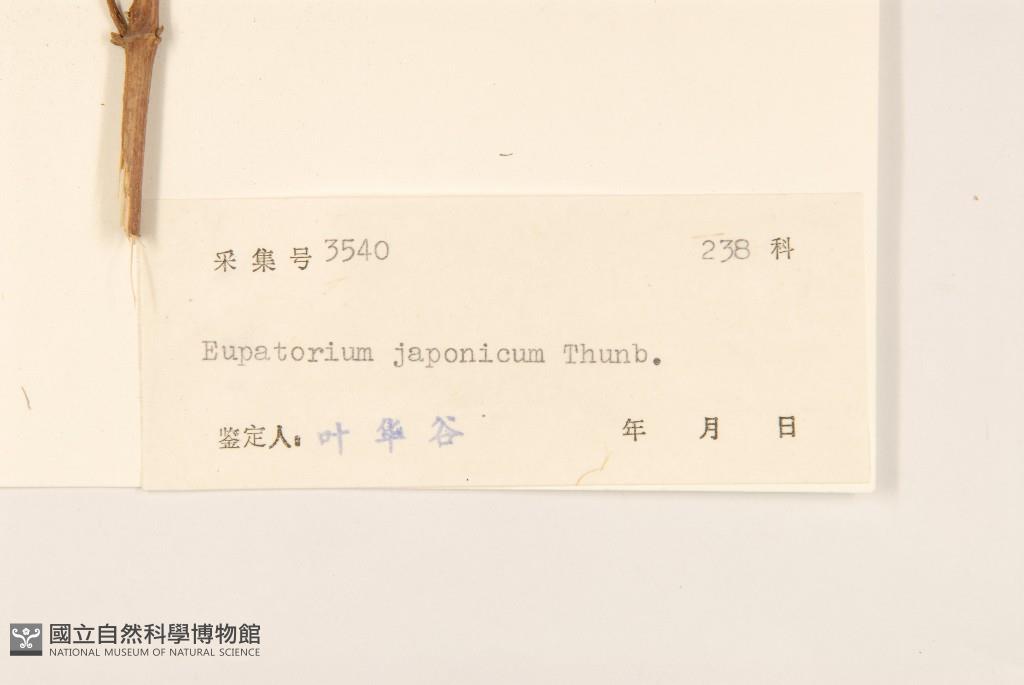 采集号 3540 238 科
Eupatorium japonicum Thunb.
鉴定人: 叶华谷 年 月 日
國立自然科學博物館
NATIONAL MUSEUM OF NATURAL SCIENCE